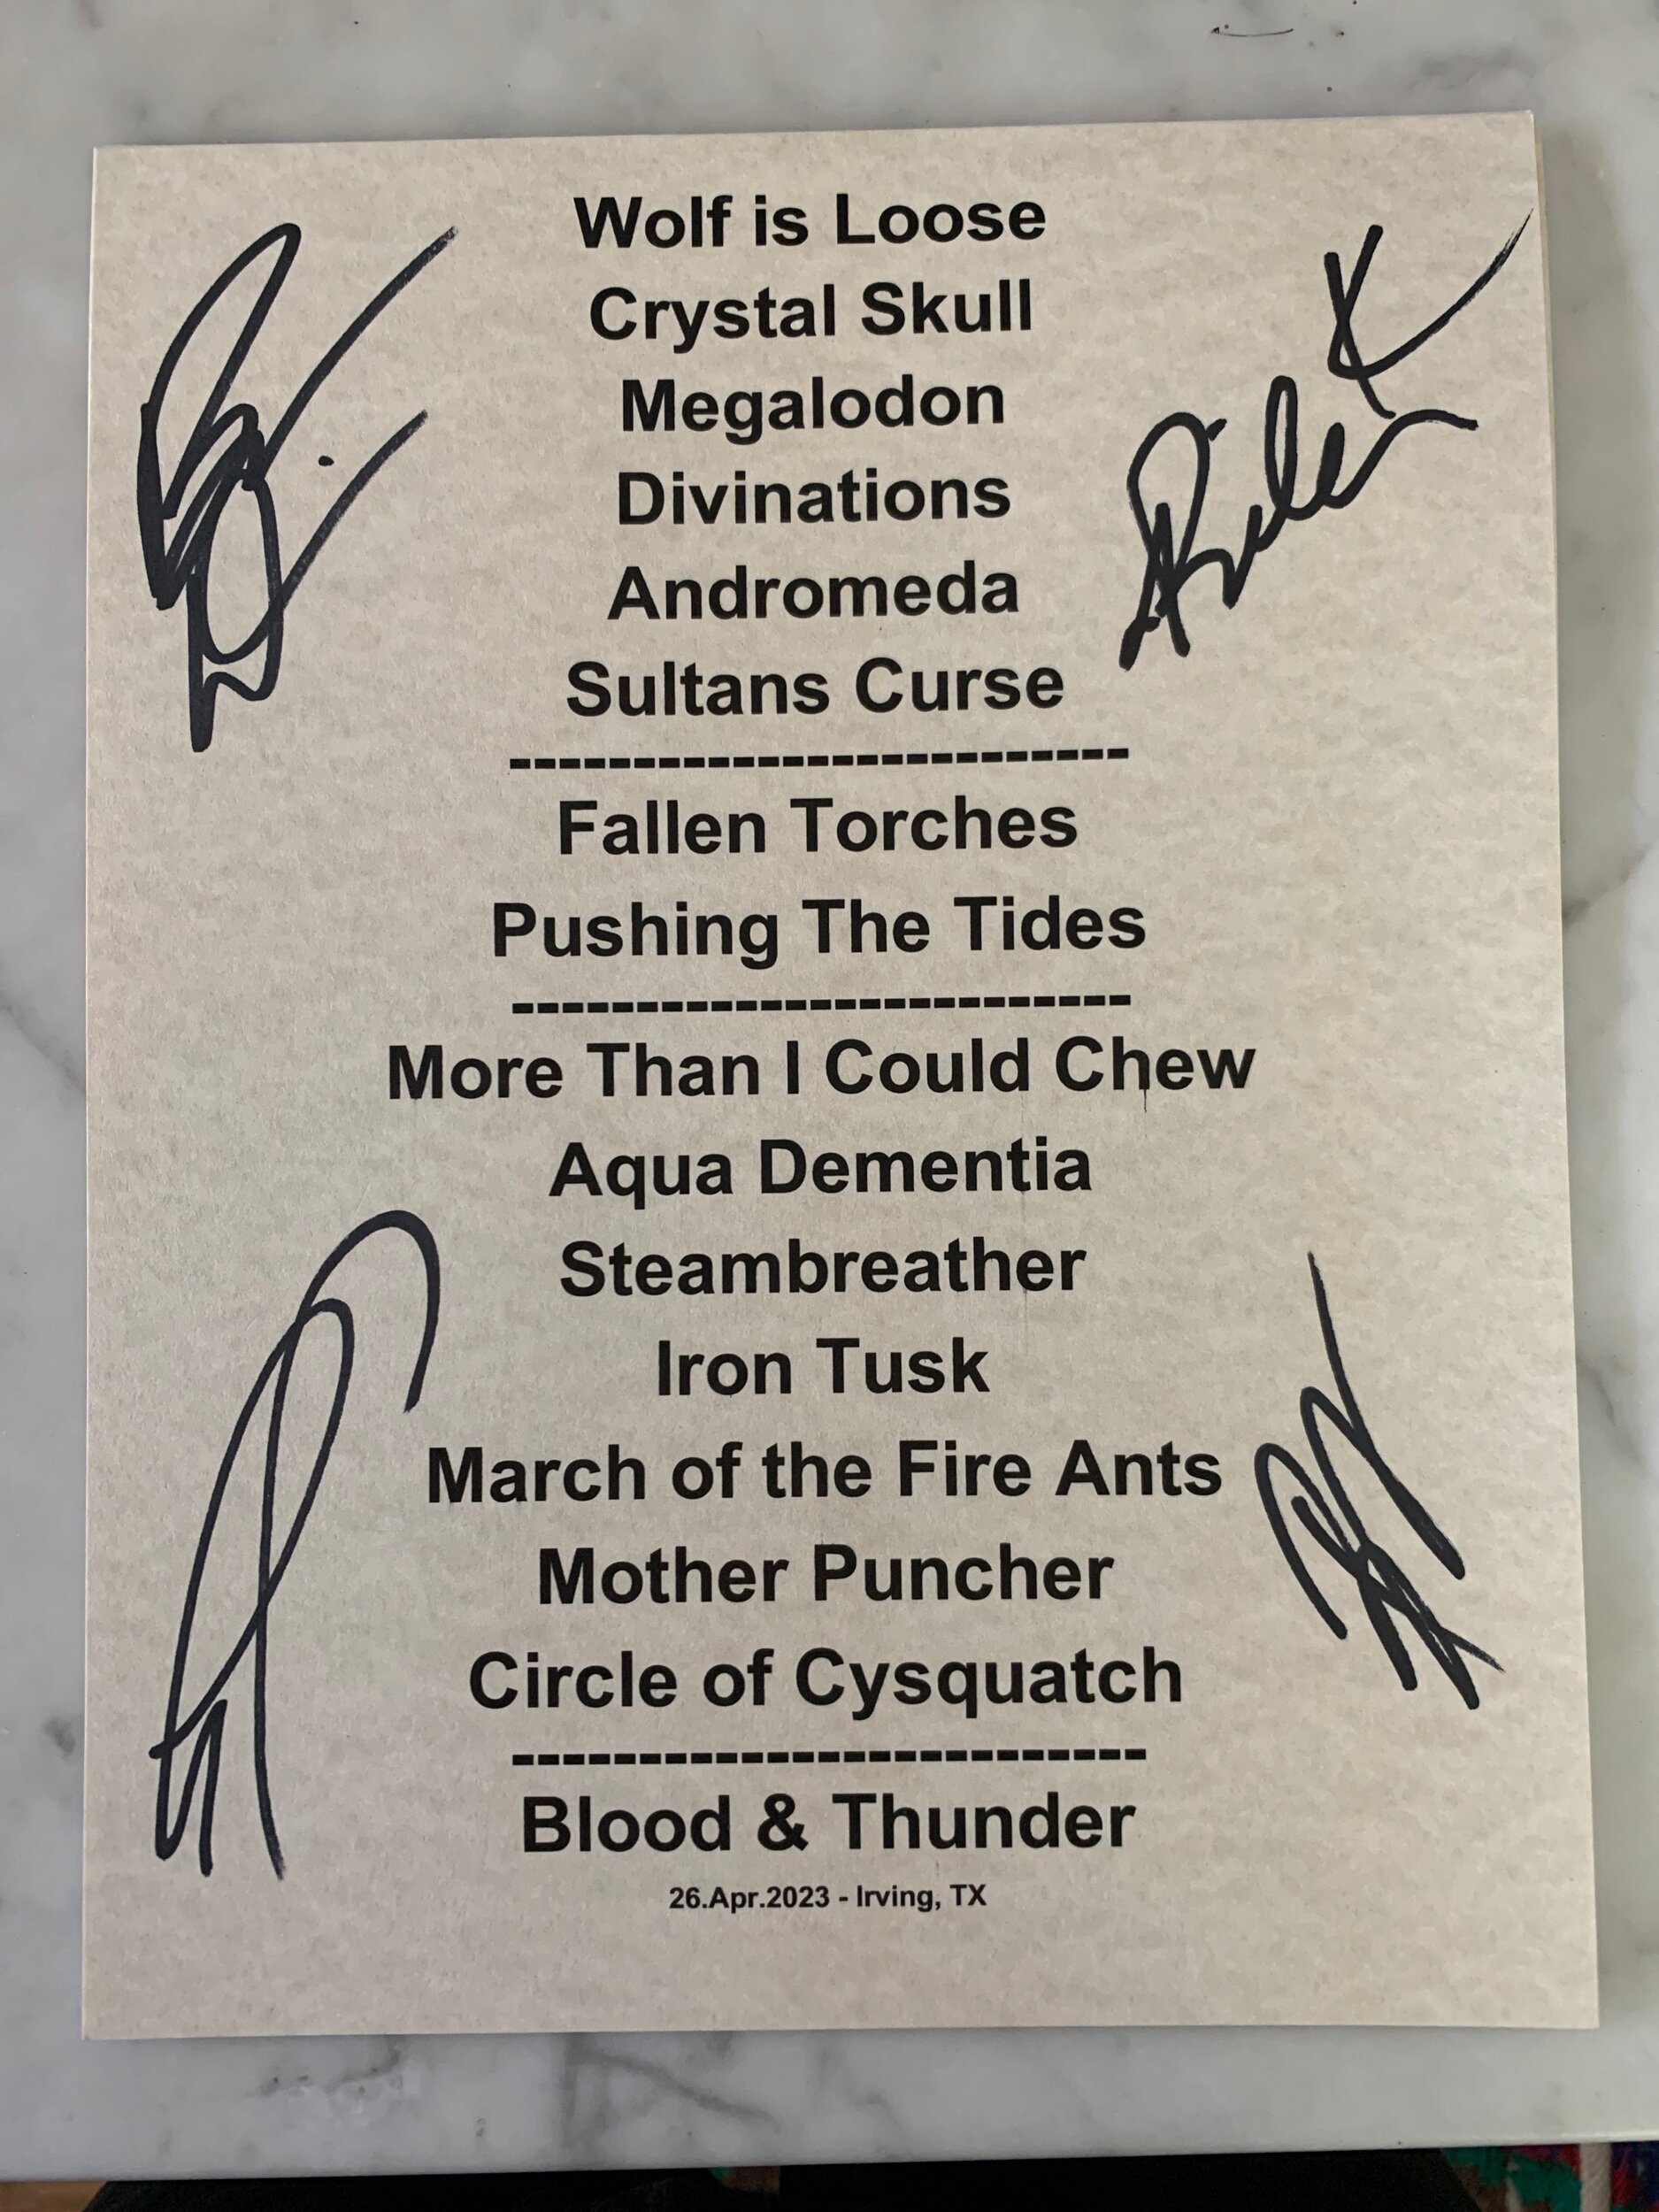 Wolf is Loose
Crystal Skull
Megalodon
Divinations
Andromeda
Sultans Curse
-------------------------
Fallen Torches
Pushing The Tides
-------------------------
More Than I Could Chew
Aqua Dementia
Steambreather
Iron Tusk
March of the Fire Ants
Mother Puncher
Circle of Cysquatch
-------------------------
Blood & Thunder
26.Apr.2023 - Irving, TX